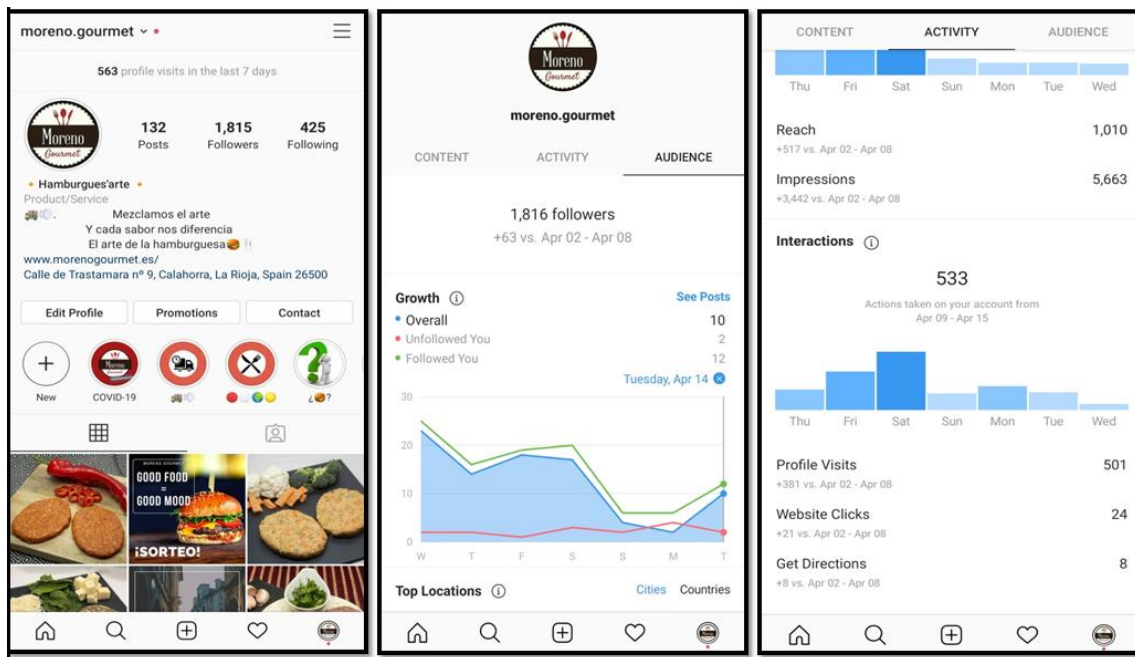 moreno.gourmet
563 profile visits in the last 7 days
Moreno
Gourmet
132 1,815 425
Posts Followers Following
Hamburgues'arte
Product/Service
Mezclamos el arte
Y cada sabor nos diferencia
El arte de la hamburguesa
www.morenogourmet.es/
Calle de Trastamara nº 9, Calahorra, La Rioja, Spain 26500
Edit Profile Promotions Contact
New COVID-19 ¿🍔?
MORENO GOURMET
GOOD FOOD
=
GOOD MOOD
¡SORTEO!
Moreno
Gourmet
moreno.gourmet
CONTENT ACTIVITY AUDIENCE
1,816 followers
+63 vs. Apr 02 - Apr 08
Growth See Posts
Overall 10
Unfollowed You 2
Followed You 12
Tuesday, Apr 14
30
20
10
0
W T F S S M T
Top Locations Cities Countries
CONTENT ACTIVITY AUDIENCE
Thu Fri Sat Sun Mon Tue Wed
Reach 1,010
+517 vs. Apr 02 - Apr 08
Impressions 5,663
+3,442 vs. Apr 02 - Apr 08
Interactions
533
Actions taken on your account from
Apr 09 - Apr 15
Thu Fri Sat Sun Mon Tue Wed
Profile Visits 501
+381 vs. Apr 02 - Apr 08
Website Clicks 24
+21 vs. Apr 02 - Apr 08
Get Directions 8
+8 vs. Apr 02 - Apr 08